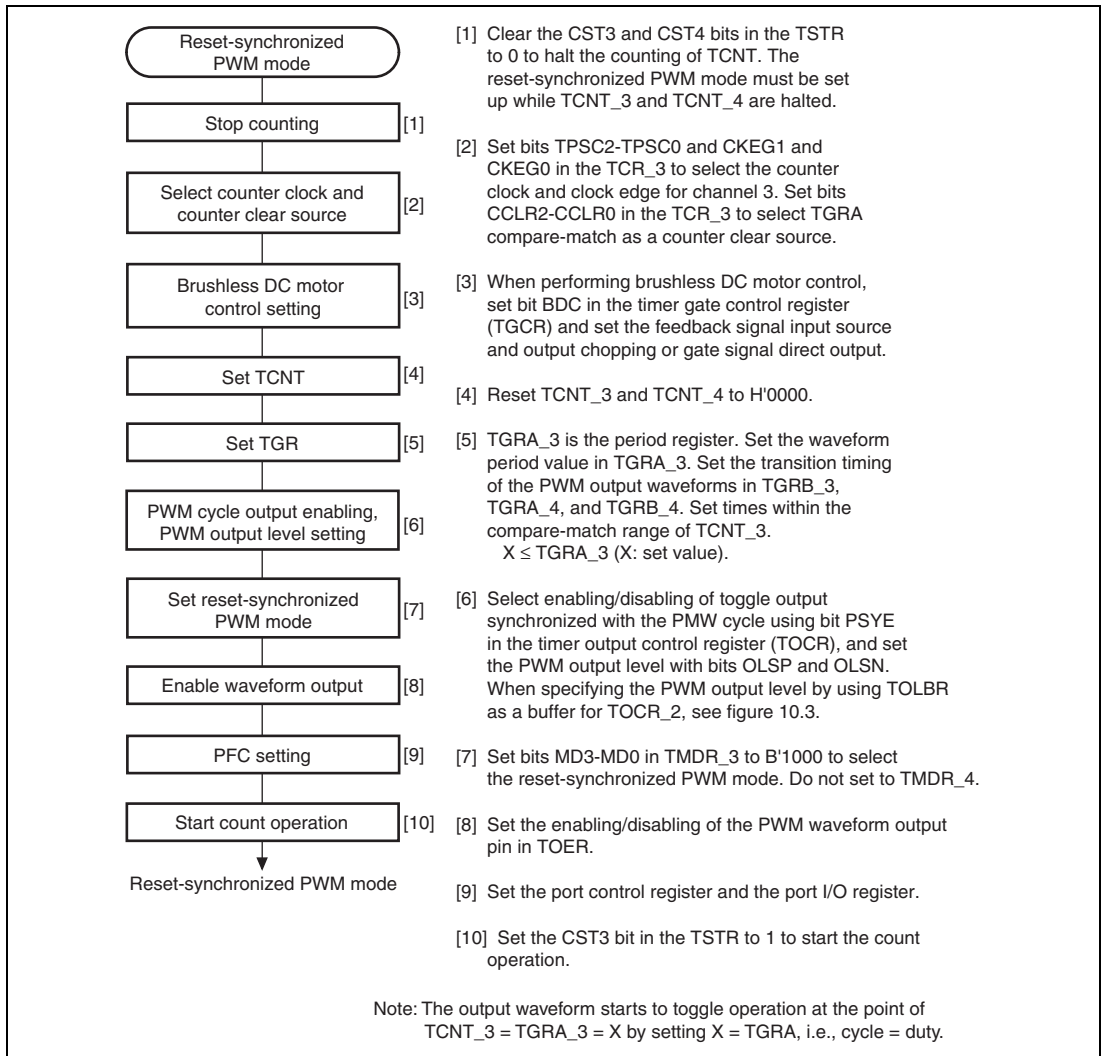 Reset-synchronized
PWM mode
Stop counting
[1]
Select counter clock and
counter clear source
[2]
Brushless DC motor
control setting
[3]
Set TCNT
[4]
Set TGR
[5]
PWM cycle output enabling,
PWM output level setting
[6]
Set reset-synchronized
PWM mode
[7]
Enable waveform output
[8]
PFC setting
[9]
Start count operation
[10]
Reset-synchronized PWM mode
[1] Clear the CST3 and CST4 bits in the TSTR
to 0 to halt the counting of TCNT. The
reset-synchronized PWM mode must be set
up while TCNT_3 and TCNT_4 are halted.
[2] Set bits TPSC2-TPSC0 and CKEG1 and
CKEG0 in the TCR_3 to select the counter
clock and clock edge for channel 3. Set bits
CCLR2-CCLR0 in the TCR_3 to select TGRA
compare-match as a counter clear source.
[3] When performing brushless DC motor control,
set bit BDC in the timer gate control register
(TGCR) and set the feedback signal input source
and output chopping or gate signal direct output.
[4] Reset TCNT_3 and TCNT_4 to H'0000.
[5] TGRA_3 is the period register. Set the waveform
period value in TGRA_3. Set the transition timing
of the PWM output waveforms in TGRB_3,
TGRA_4, and TGRB_4. Set times within the
compare-match range of TCNT_3.
X ≤ TGRA_3 (X: set value).
[6] Select enabling/disabling of toggle output
synchronized with the PMW cycle using bit PSYE
in the timer output control register (TOCR), and set
the PWM output level with bits OLSP and OLSN.
When specifying the PWM output level by using TOLBR
as a buffer for TOCR_2, see figure 10.3.
[7] Set bits MD3-MD0 in TMDR_3 to B'1000 to select
the reset-synchronized PWM mode. Do not set to TMDR_4.
[8] Set the enabling/disabling of the PWM waveform output
pin in TOER.
[9] Set the port control register and the port I/O register.
[10] Set the CST3 bit in the TSTR to 1 to start the count
operation.
Note: The output waveform starts to toggle operation at the point of
TCNT_3 = TGRA_3 = X by setting X = TGRA, i.e., cycle = duty.